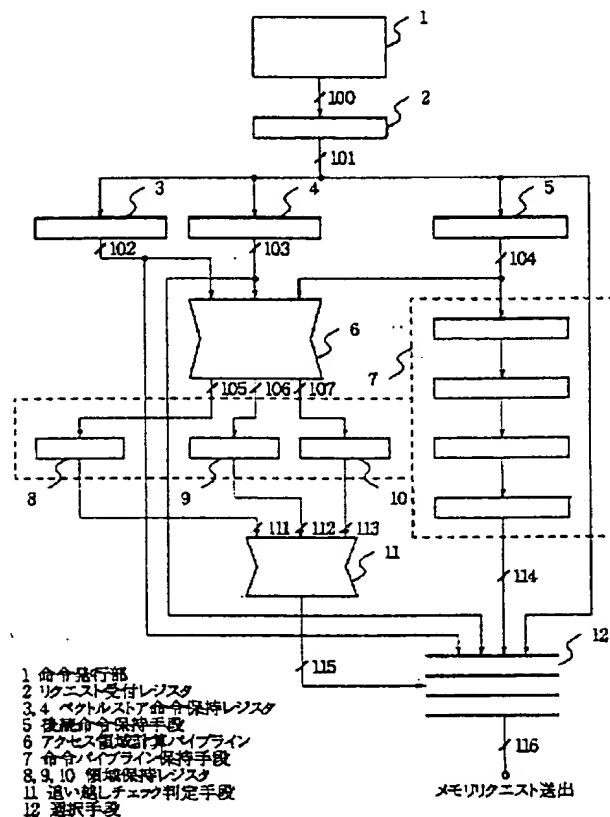 1
100
2
101
3
4
5
102
103
104
6
7
105 106 107
8
9
10
111 112 113
11
114
12
115
116
メモリリクエスト送出
1 命令発行部
2 リクエスト受付レジスタ
3,4 ベクトルストア命令保持レジスタ
5 後続命令保持手段
6 アクセス領域計算パイプライン
7 命令パイプライン保持手段
8,9,10 領域保持レジスタ
11 追い越しチェック判定手段
12 選択手段